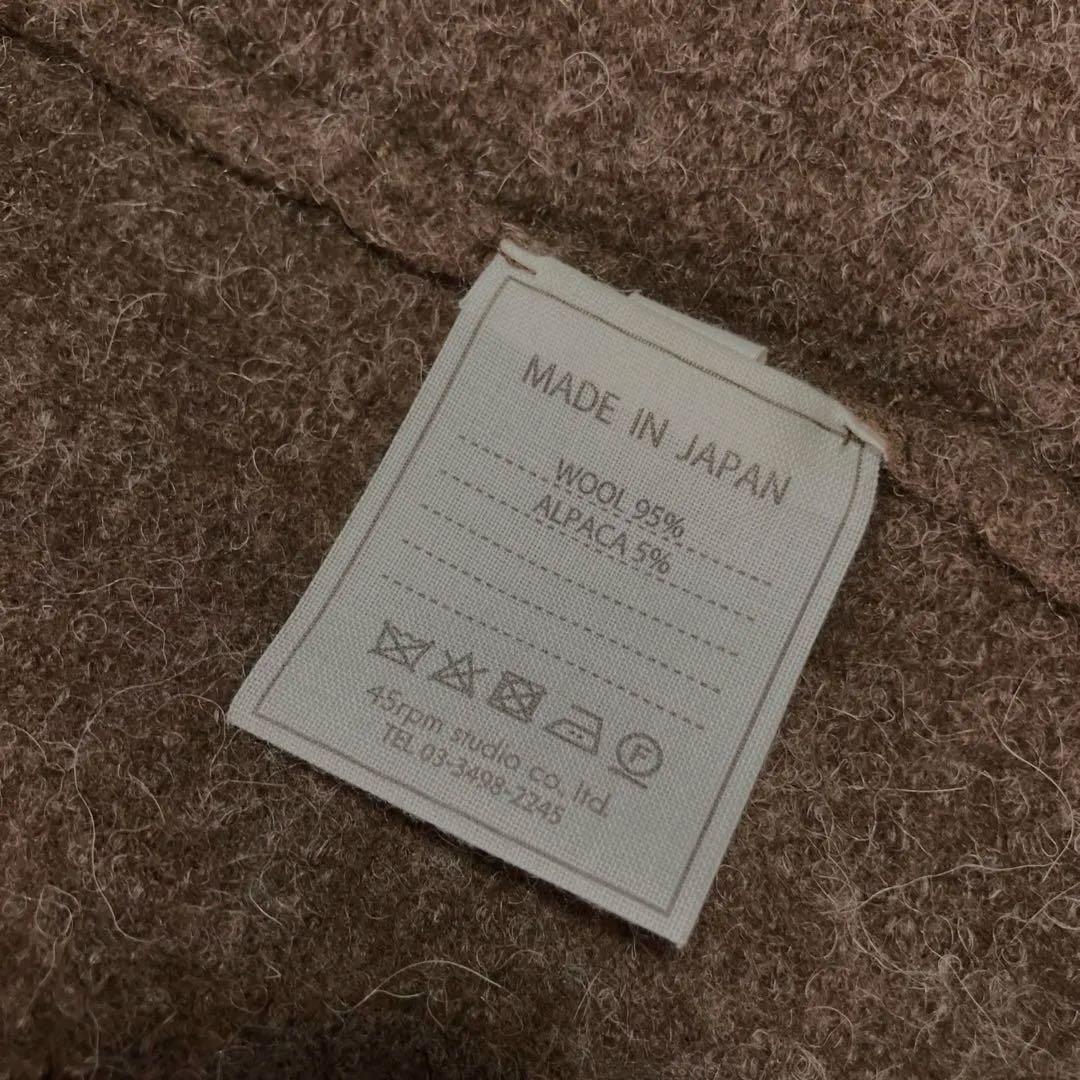 MADE IN JAPAN
WOOL 95%
ALPACA 5%
F
45rpm studio co., ltd.
TEL 03-3498-2245